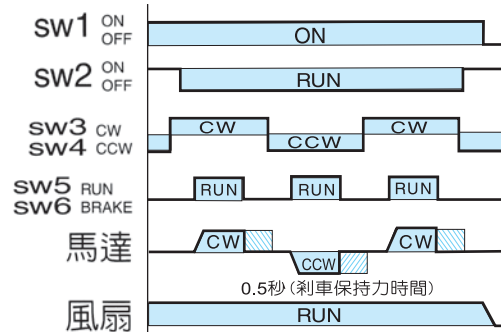 sw1 ON
OFF
ON
sw2 ON
OFF
RUN
sw3 CW
sw4 CCW
CW
CCW
CW
sw5 RUN
sw6 BRAKE
RUN
RUN
RUN
馬達
CW
CCW
CW
0.5秒(剎車保持力時間)
風扇
RUN